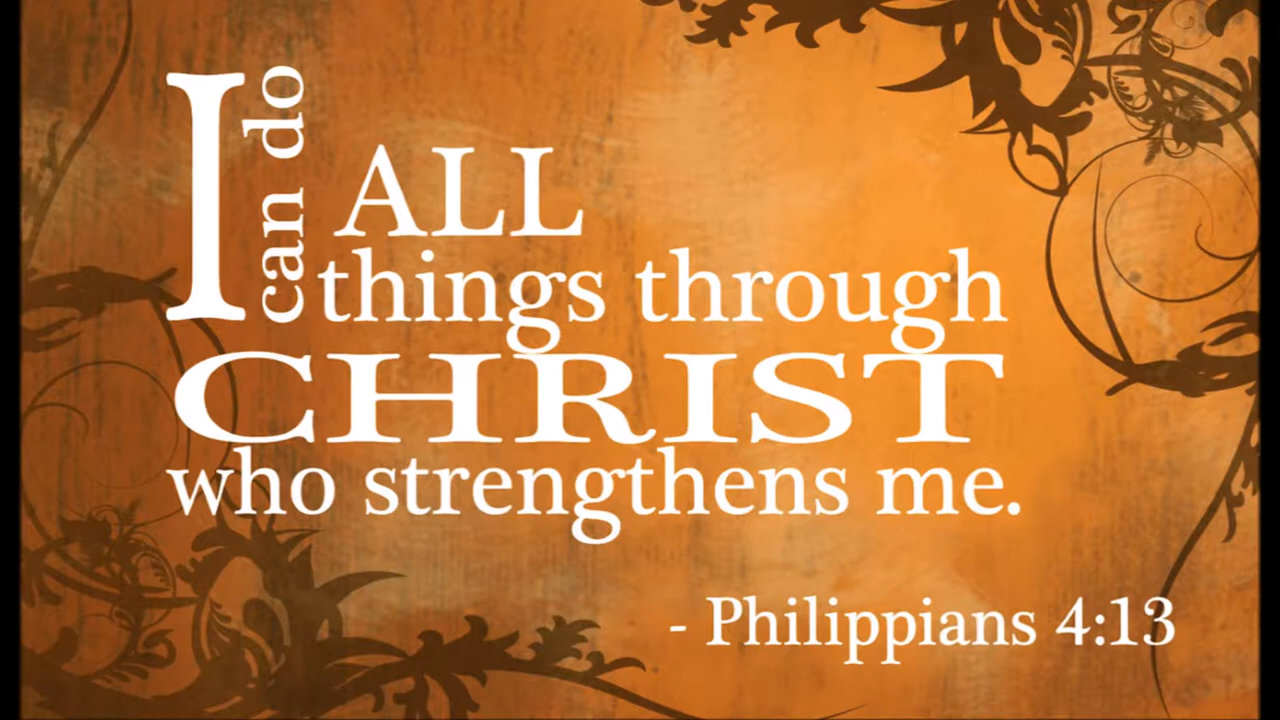 I can do ALL
things through
CHRIST
who strengthens me.
- Philippians 4:13